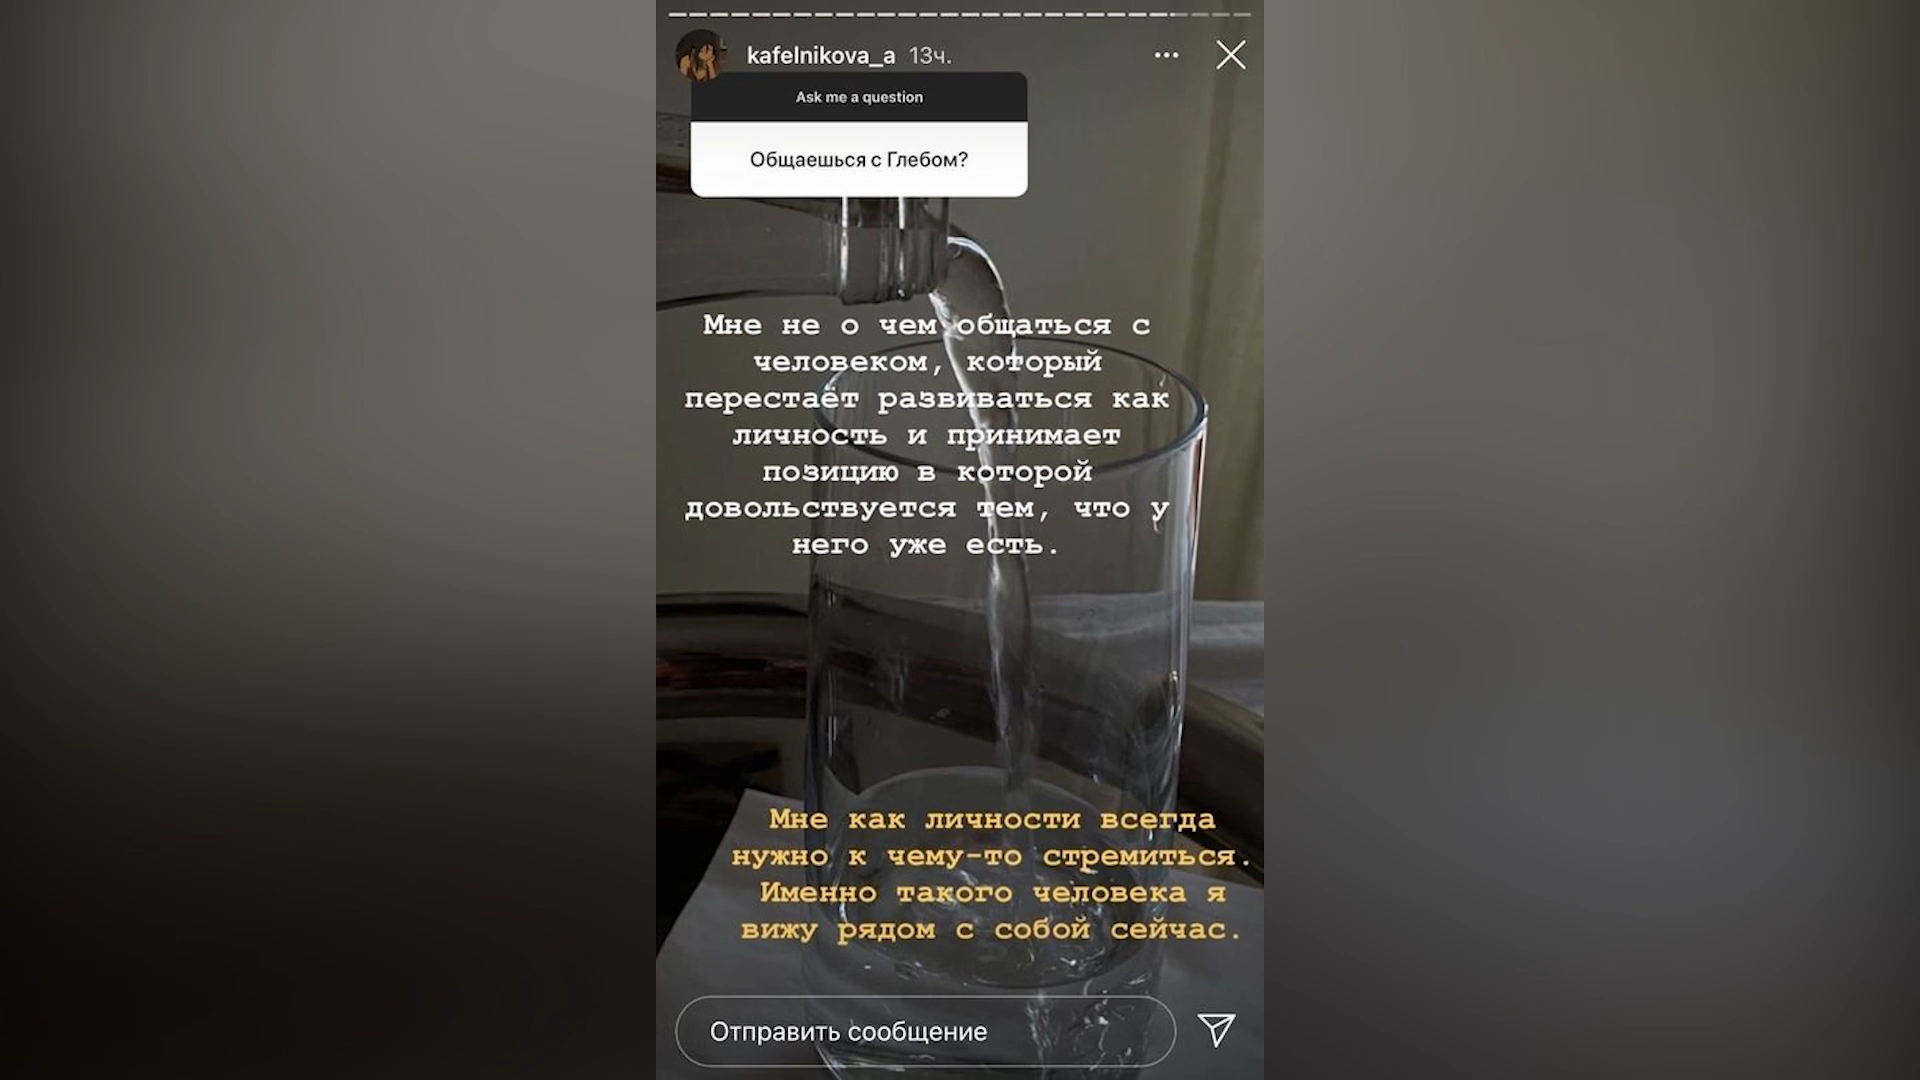 kafelnikova_a 13ч.
Ask me a question
Общаешься с Глебом?
Мне не о чем общаться с
человеком, который
перестаёт развиваться как
личность и принимает
позицию в которой
довольствуется тем, что у
него уже есть.
Мне как личности всегда
нужно к чему-то стремиться.
Именно такого человека я
вижу рядом с собой сейчас.
Отправить сообщение